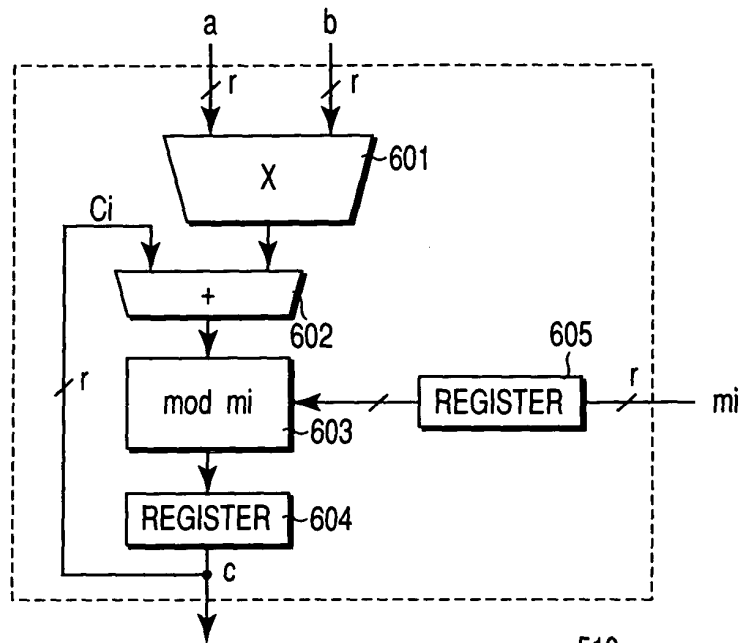 a b
r r
X 601
Ci
+
602
r
mod mi
603
605
REGISTER
r
mi
REGISTER 604
c